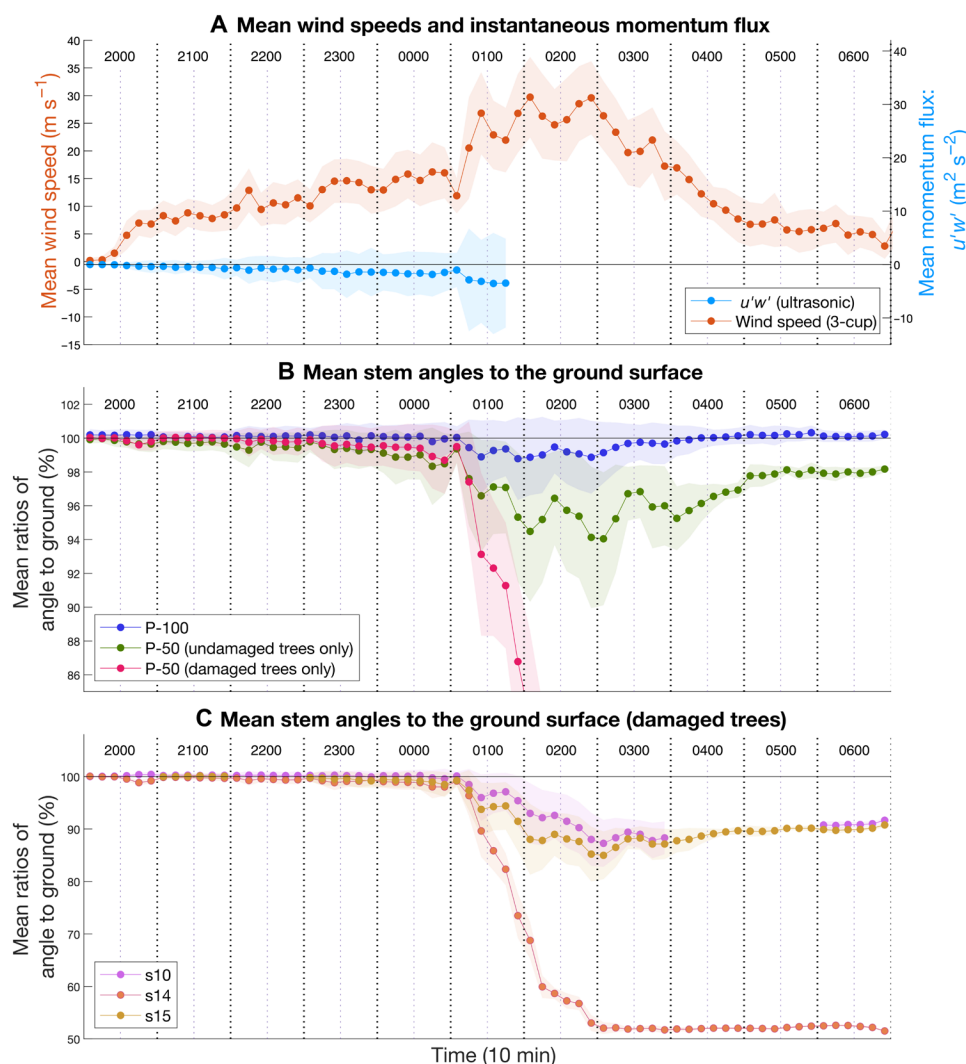 A Mean wind speeds and instantaneous momentum flux
40
35
30
25
20
15
10
5
0
−5
−10
−15
Mean wind speed (m s−1)
2000 2100 2200 2300 0000 0100 0200 0300 0400 0500 0600
40
30
20
10
0
−10
Mean momentum flux:
u'w' (m2 s−2)
u'w' (ultrasonic)
Wind speed (3-cup)
B Mean stem angles to the ground surface
102
100
98
96
94
92
90
88
86
Mean ratios of
angle to ground (%)
2000 2100 2200 2300 0000 0100 0200 0300 0400 0500 0600
P-100
P-50 (undamaged trees only)
P-50 (damaged trees only)
C Mean stem angles to the ground surface (damaged trees)
100
90
80
70
60
50
Mean ratios of
angle to ground (%)
2000 2100 2200 2300 0000 0100 0200 0300 0400 0500 0600
s10
s14
s15
Time (10 min)